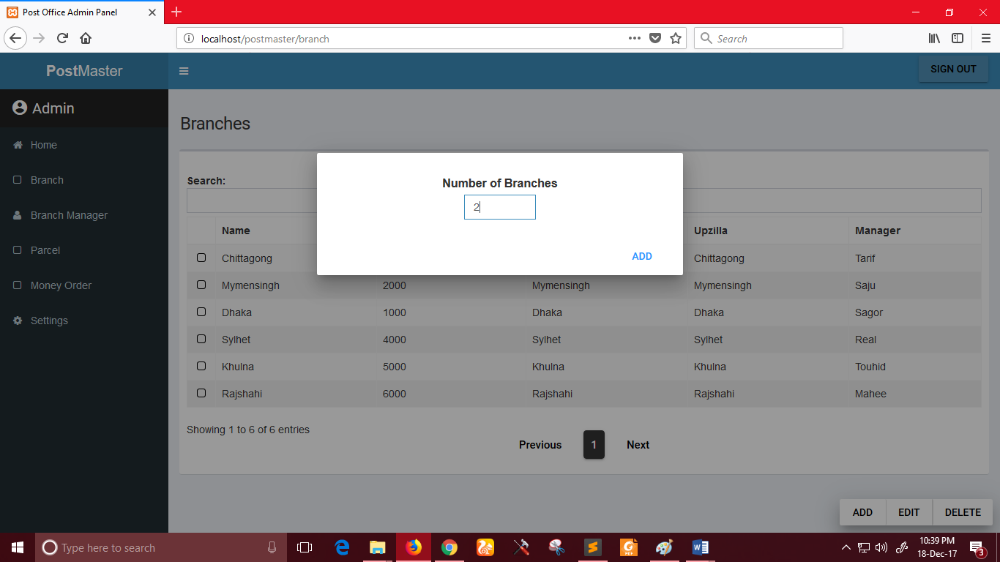 Post Office Admin Panel
localhost/postmaster/branch
Search
PostMaster
SIGN OUT
Admin
Home
Branch
Branch Manager
Parcel
Money Order
Settings
Branches
Search:
Number of Branches
2
ADD
Name Upzilla Manager
Chittagong Chittagong Tarif
Mymensingh 2000 Mymensingh Mymensingh Saju
Dhaka 1000 Dhaka Dhaka Sagor
Sylhet 4000 Sylhet Sylhet Real
Khulna 5000 Khulna Khulna Touhid
Rajshahi 6000 Rajshahi Rajshahi Mahee
Showing 1 to 6 of 6 entries
Previous 1 Next
ADD EDIT DELETE
Type here to search
10:39 PM
18-Dec-17
3